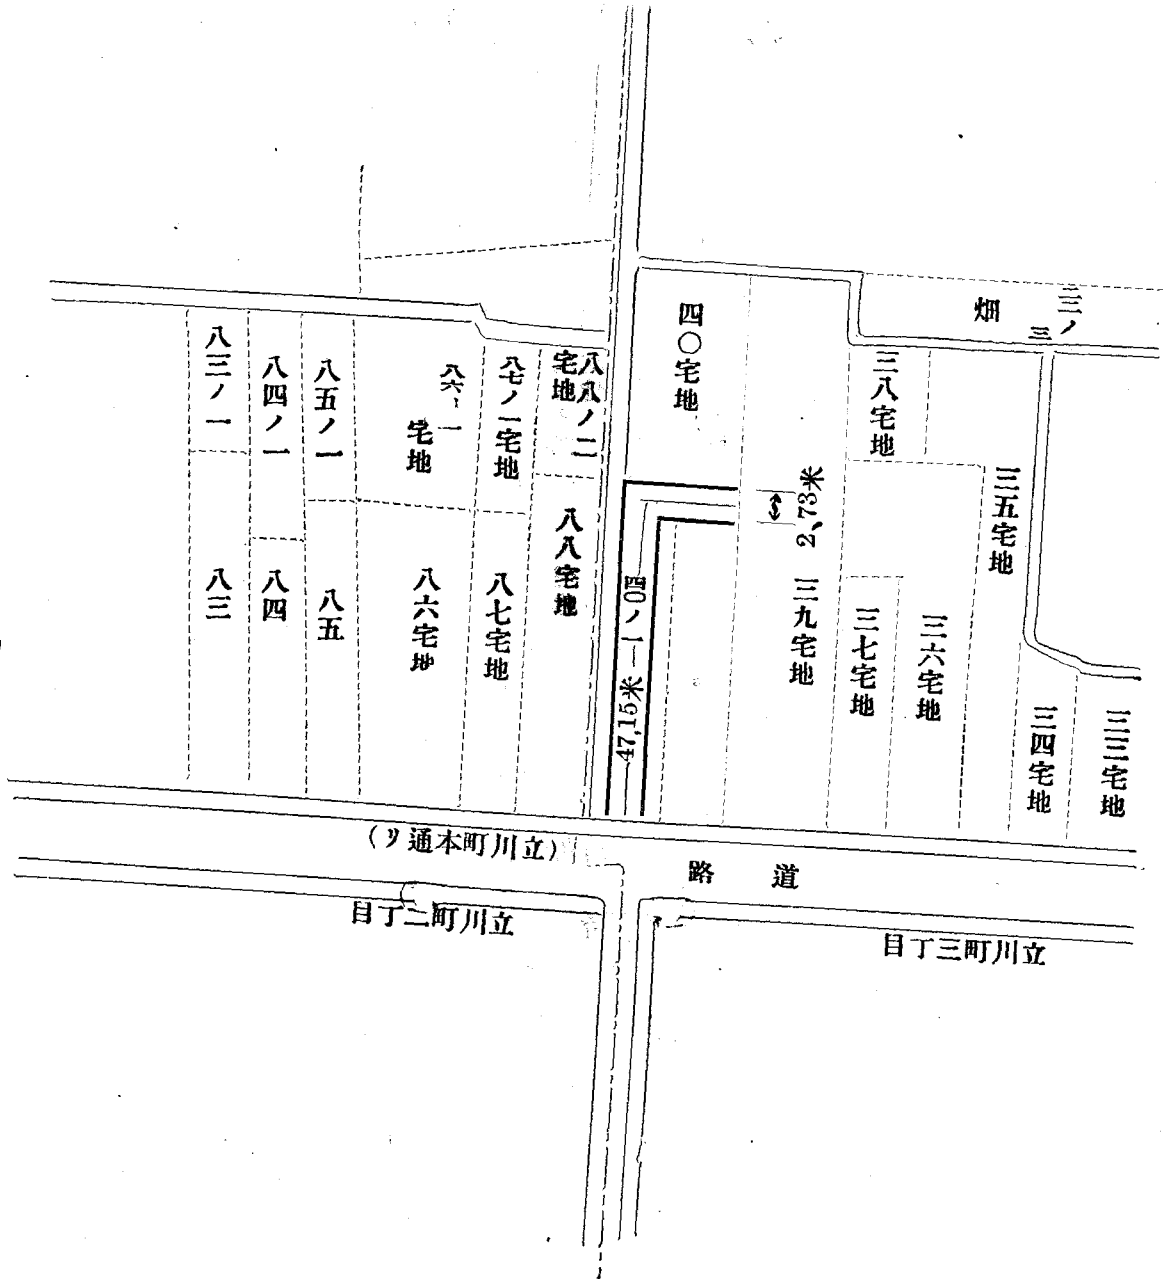 三ノ三
畑
四〇宅地
三八宅地
三五宅地
2、73米
三九宅地
三七宅地
三六宅地
三四宅地
三三宅地
四〇ノ一
47,15米
八八ノ二
宅地
八七ノ一宅地
八六ノ一
宅地
八五ノ一
八四ノ一
八三ノ一
八八宅地
八七宅地
八六宅地
八五
八四
八三
(リ通本町川立)
路道
目丁二町川立
目丁三町川立